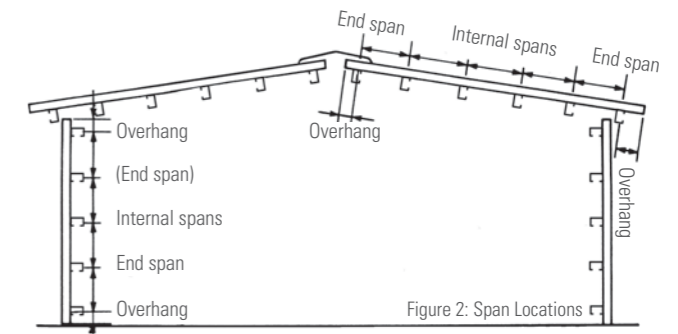 End span
Internal spans
End span
Overhang
Overhang
(End span)
Overhang
Internal spans
End span
Overhang
Figure 2: Span Locations